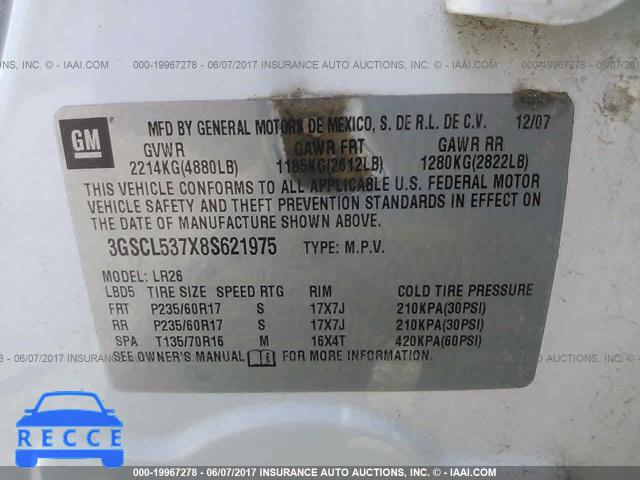 TIONS, INC. - © IAAI.COM 000-19967278 - 06/07/2017 INSURANCE AUTO AUCTIONS, INC. - © IAAI.COM 000-19967278 - 06/
GM
MFD BY GENERAL MOTORS DE MEXICO, S. DE R.L. DE C.V. 12/07
GVWR GAWR FRT GAWR RR
2214KG(4880LB) 1185KG(2612LB) 1280KG(2822LB)
THIS VEHICLE CONFORMS TO ALL APPLICABLE U.S. FEDERAL MOTOR
VEHICLE SAFETY AND THEFT PREVENTION STANDARDS IN EFFECT ON
THE DATE OF MANUFACTURE SHOWN ABOVE.
3GSCL537X8S621975 TYPE: M.P.V.
MODEL: LR26
LBD5 TIRE SIZE SPEED RTG RIM COLD TIRE PRESSURE
FRT P235/60R17 S 17X7J 210KPA(30PSI)
RR P235/60R17 S 17X7J 210KPA(30PSI)
SPA T135/70R16 M 16X4T 420KPA(60PSI)
SEE OWNER'S MANUAL FOR MORE INFORMATION.
RECCE
000-19967278 - 06/07/2017 INSURANCE AUTO AUCTIONS, INC. - © IAAI.COM